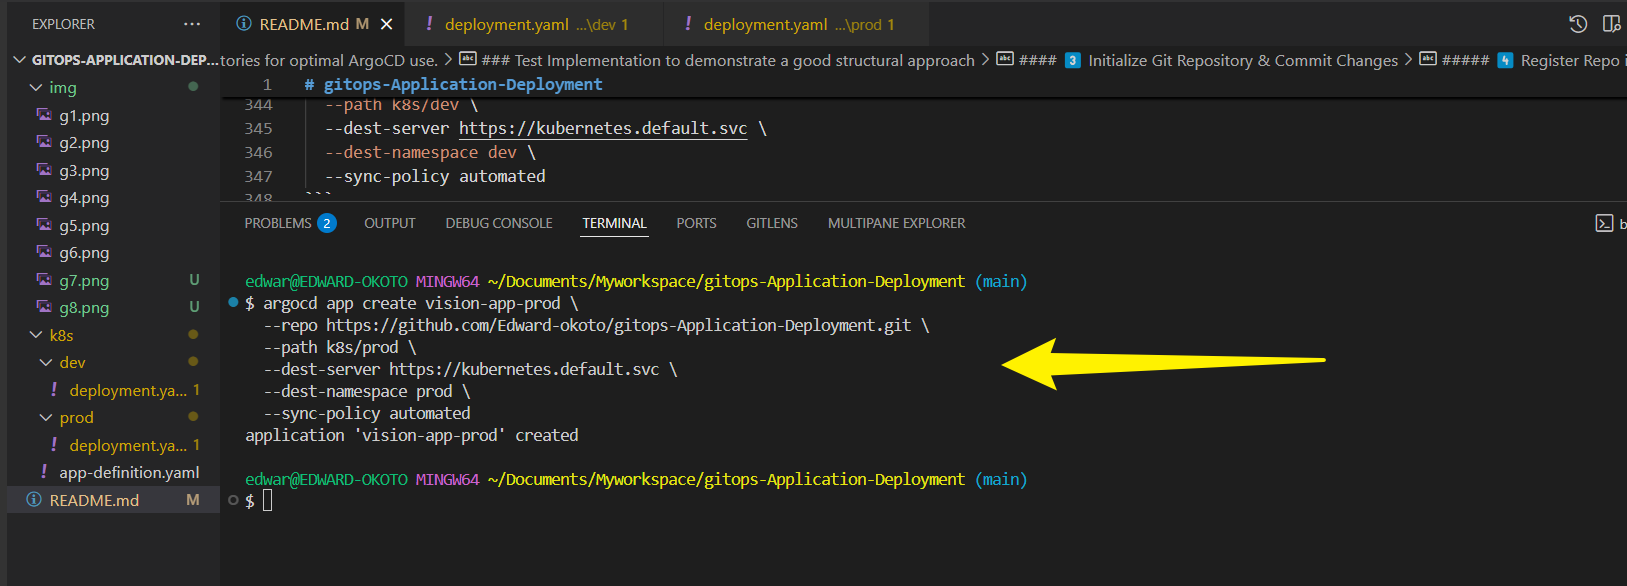 EXPLORER ...
README.md M
! deployment.yaml ...\dev 1
! deployment.yaml ...\prod 1
GITOPS-APPLICATION-DEP...
img
g1.png
g2.png
g3.png
g4.png
g5.png
g6.png
g7.png U
g8.png U
k8s
dev
! deployment.ya... 1
prod
! deployment.ya... 1
! app-definition.yaml
README.md M
tories for optimal ArgoCD use. > abc ### Test Implementation to demonstrate a good structural approach > abc #### 3 Initialize Git Repository & Commit Changes > abc ##### 4 Register Repo i
1 # gitops-Application-Deployment
344 --path k8s/dev \
345 --dest-server https://kubernetes.default.svc \
346 --dest-namespace dev \
347 --sync-policy automated
348 ```
PROBLEMS 2 OUTPUT DEBUG CONSOLE TERMINAL PORTS GITLENS MULTIPANE EXPLORER b
edwar@EDWARD-OKOTO MINGW64 ~/Documents/Myworkspace/gitops-Application-Deployment (main)
$ argocd app create vision-app-prod \
--repo https://github.com/Edward-okoto/gitops-Application-Deployment.git \
--path k8s/prod \
--dest-server https://kubernetes.default.svc \
--dest-namespace prod \
--sync-policy automated
application 'vision-app-prod' created
edwar@EDWARD-OKOTO MINGW64 ~/Documents/Myworkspace/gitops-Application-Deployment (main)
$